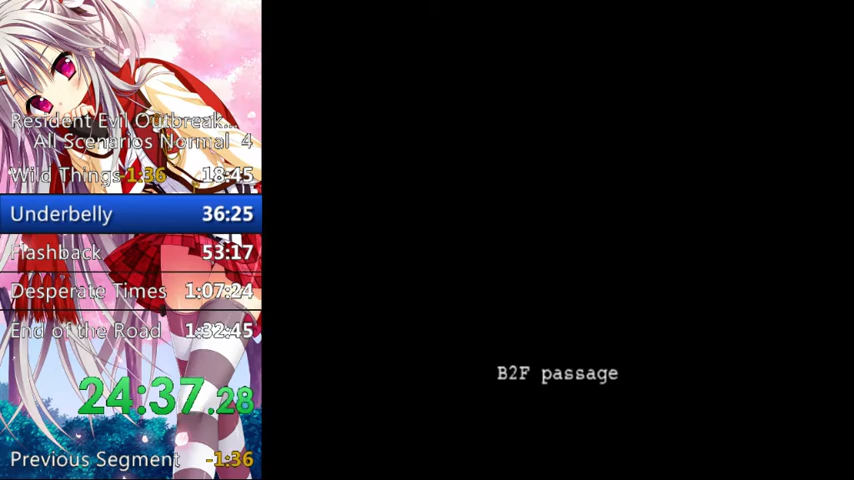 Resident Evil Outbreak...
All Scenarios Normal 4
Wild Things -1:36 18:45
Underbelly 36:25
Flashback 53:17
Desperate Times 1:07:24
End of the Road 1:32:45
24:37.28
Previous Segment -1:36
B2F passage